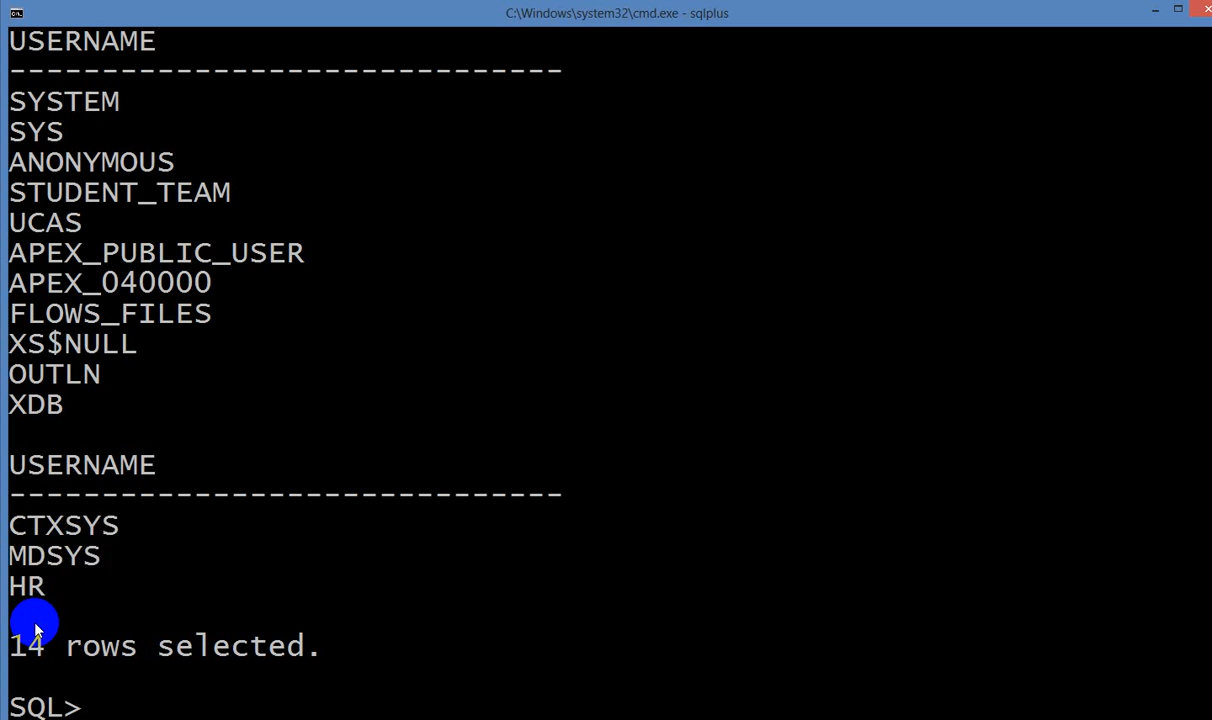 C:\Windows\system32\cmd.exe - sqlplus
USERNAME
------------------------------
SYSTEM
SYS
ANONYMOUS
STUDENT_TEAM
UCAS
APEX_PUBLIC_USER
APEX_040000
FLOWS_FILES
XS$NULL
OUTLN
XDB
USERNAME
------------------------------
CTXSYS
MDSYS
HR
14 rows selected.
SQL>